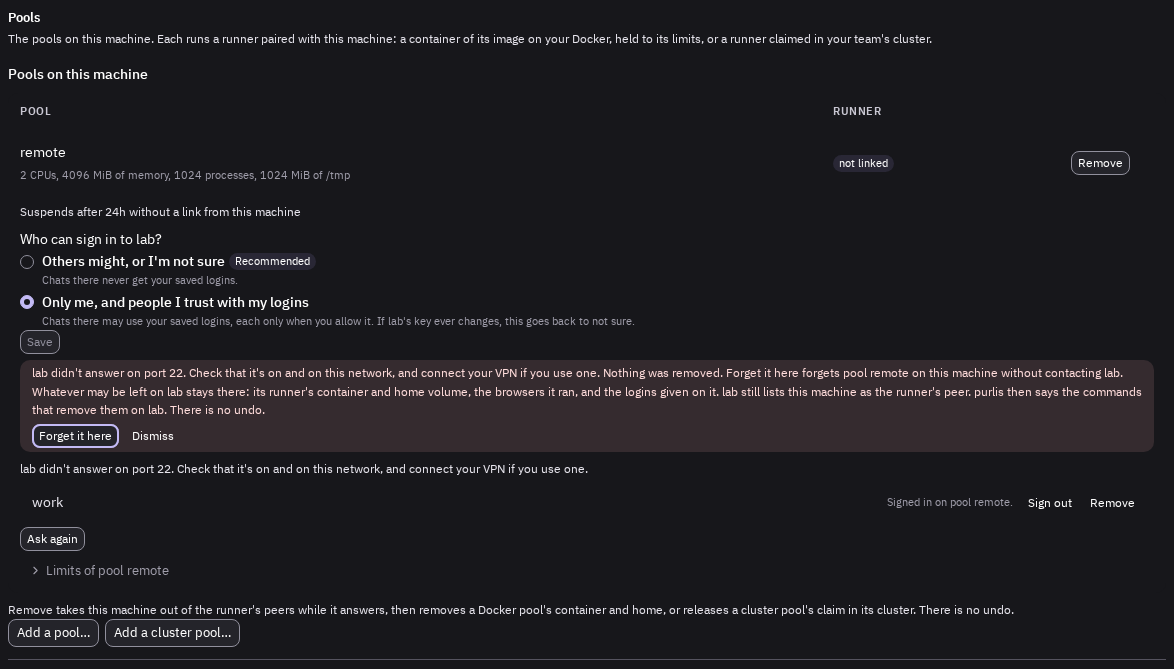 Pools
The pools on this machine. Each runs a runner paired with this machine: a container of its image on your Docker, held to its limits, or a runner claimed in your team's cluster.
Pools on this machine
POOL RUNNER
remote
2 CPUs, 4096 MiB of memory, 1024 processes, 1024 MiB of /tmp
not linked
Remove
Suspends after 24h without a link from this machine
Who can sign in to lab?
Others might, or I'm not sure Recommended
Chats there never get your saved logins.
Only me, and people I trust with my logins
Chats there may use your saved logins, each only when you allow it. If lab's key ever changes, this goes back to not sure.
Save
lab didn't answer on port 22. Check that it's on and on this network, and connect your VPN if you use one. Nothing was removed. Forget it here forgets pool remote on this machine without contacting lab.
Whatever may be left on lab stays there: its runner's container and home volume, the browsers it ran, and the logins given on it. lab still lists this machine as the runner's peer. purlis then says the commands
that remove them on lab. There is no undo.
Forget it here Dismiss
lab didn't answer on port 22. Check that it's on and on this network, and connect your VPN if you use one.
work Signed in on pool remote. Sign out Remove
Ask again
Limits of pool remote
Remove takes this machine out of the runner's peers while it answers, then removes a Docker pool's container and home, or releases a cluster pool's claim in its cluster. There is no undo.
Add a pool... Add a cluster pool...